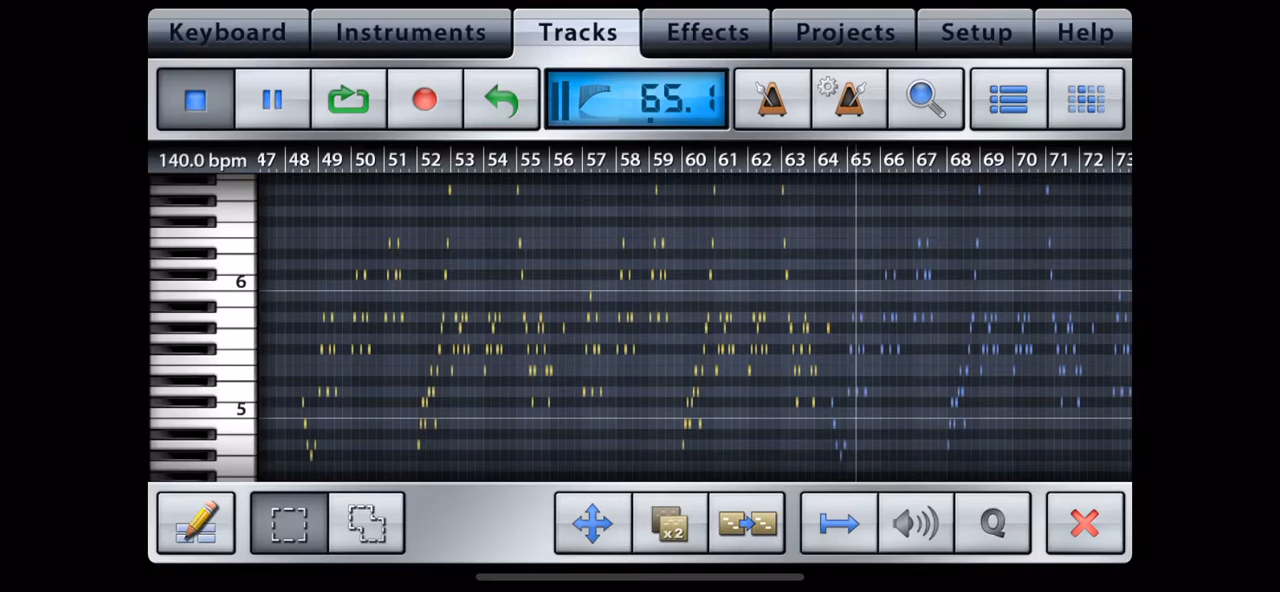 Keyboard Instruments Tracks Effects Projects Setup Help
65.1
140.0 bpm 47 48 49 50 51 52 53 54 55 56 57 58 59 60 61 62 63 64 65 66 67 68 69 70 71 72 73
6
5
x2
Q